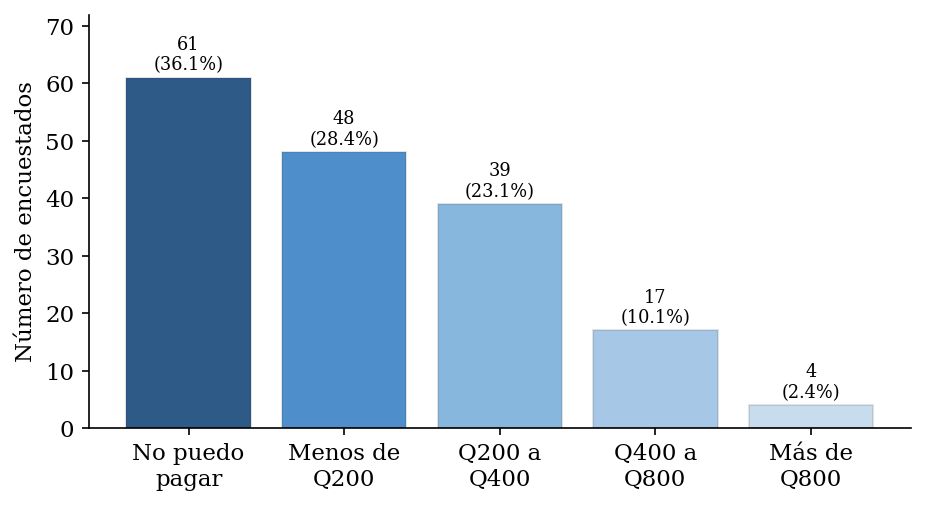 Número de encuestados
70
60
50
40
30
20
10
0
61
(36.1%)
48
(28.4%)
39
(23.1%)
17
(10.1%)
4
(2.4%)
No puedo
pagar
Menos de
Q200
Q200 a
Q400
Q400 a
Q800
Más de
Q800